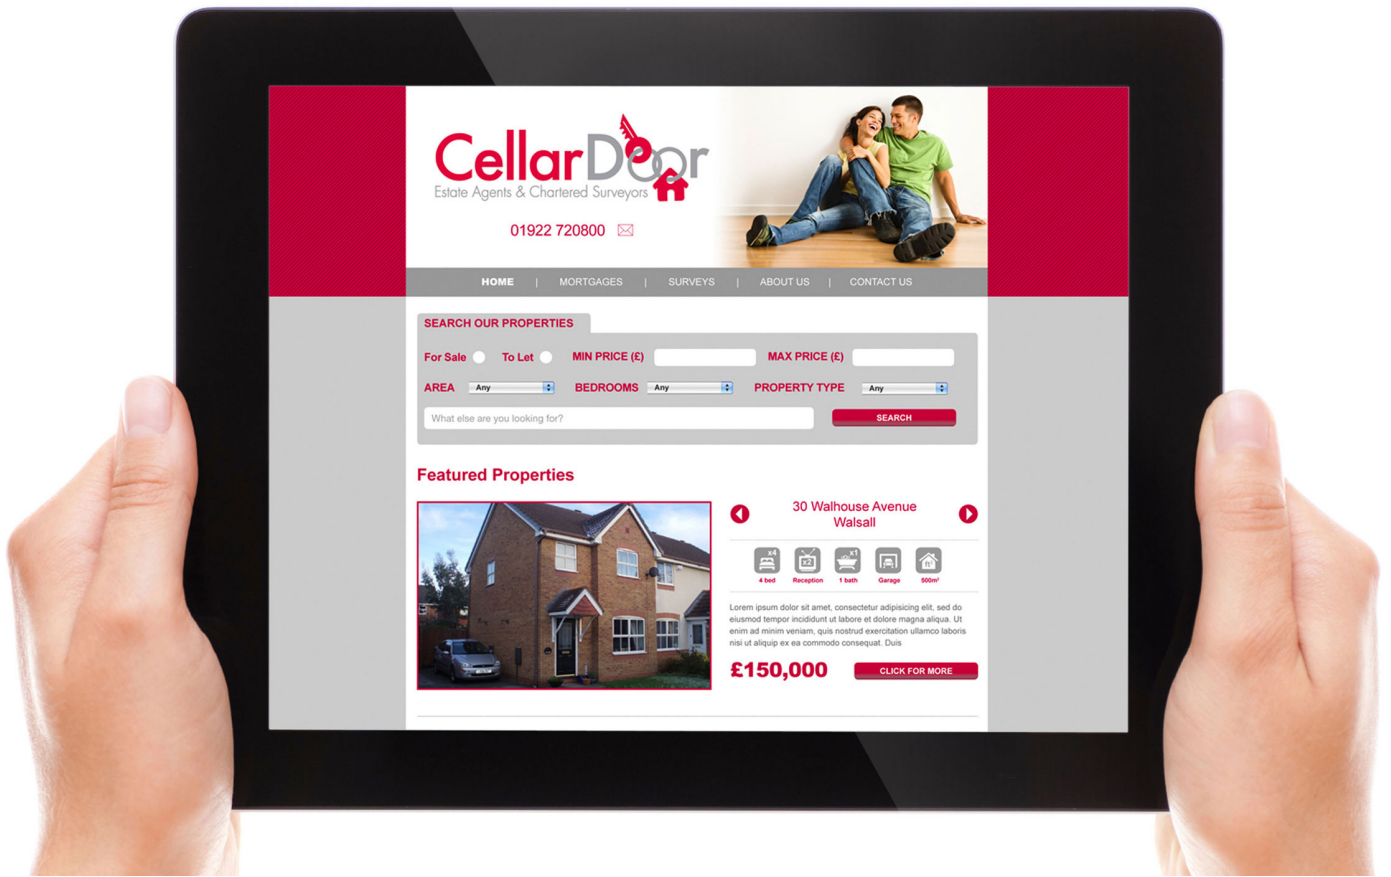 CellarDoor
Estate Agents & Chartered Surveyors
01922 720800
HOME | MORTGAGES | SURVEYS | ABOUT US | CONTACT US
SEARCH OUR PROPERTIES
For Sale To Let MIN PRICE (£) MAX PRICE (£)
AREA Any BEDROOMS Any PROPERTY TYPE Any
What else are you looking for?
SEARCH
Featured Properties
30 Walhouse Avenue
Walsall
x4 x2 x1 ft²
4 bed Reception 1 bath Garage 500m²
Lorem ipsum dolor sit amet, consectetur adipisicing elit, sed do
eiusmod tempor incididunt ut labore et dolore magna aliqua. Ut
enim ad minim veniam, quis nostrud exercitation ullamco laboris
nisi ut aliquip ex ea commodo consequat. Duis
£150,000 CLICK FOR MORE